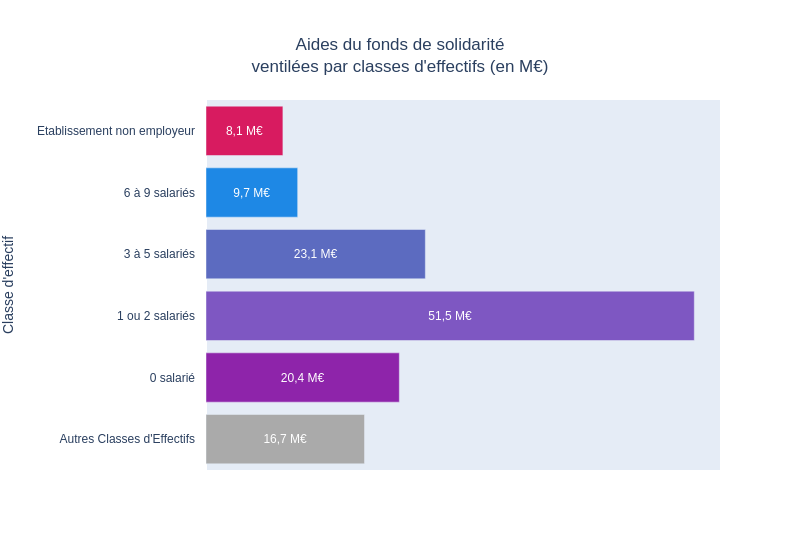 Aides du fonds de solidarité
ventilées par classes d'effectifs (en M€)
Classe d'effectif
Etablissement non employeur
8,1 M€
6 à 9 salariés
9,7 M€
3 à 5 salariés
23,1 M€
1 ou 2 salariés
51,5 M€
0 salarié
20,4 M€
Autres Classes d'Effectifs
16,7 M€